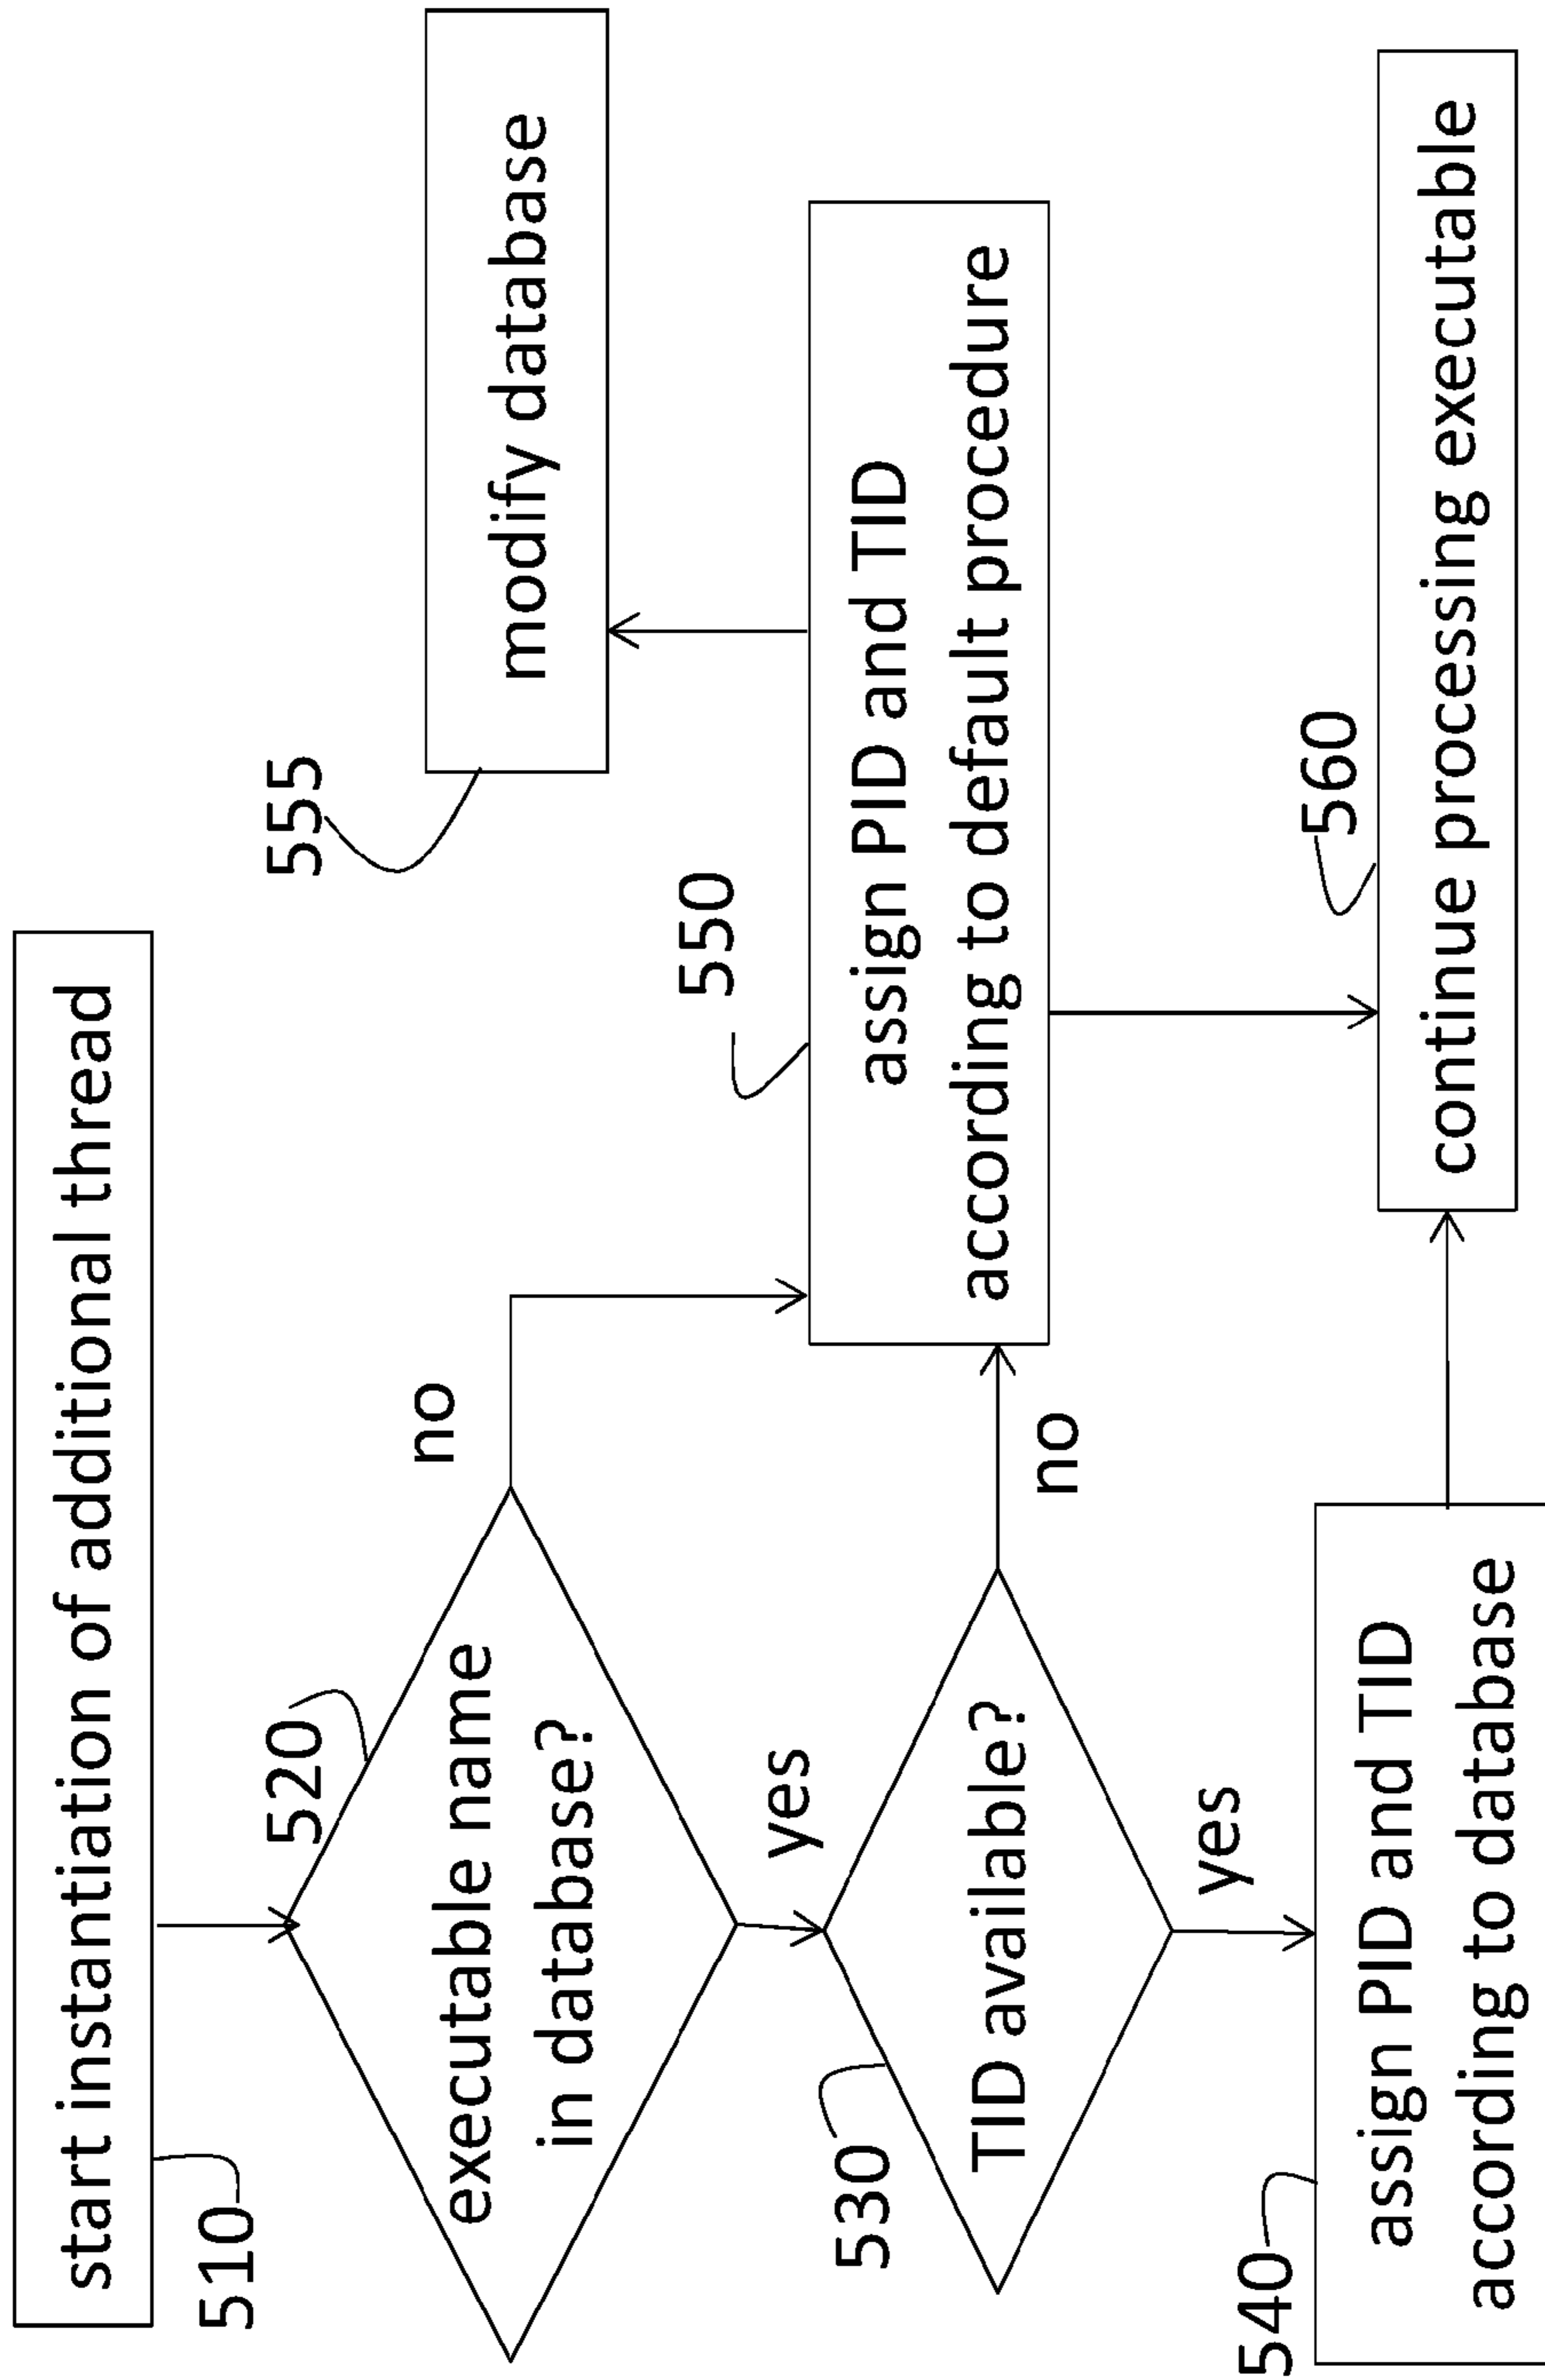 start instantiation of additional thread
510
520
executable name
in database?
no
555
modify database
yes
530
TID available?
no
550
assign PID and TID
according to default procedure
yes
540
assign PID and TID
according to database
560
continue processing executable